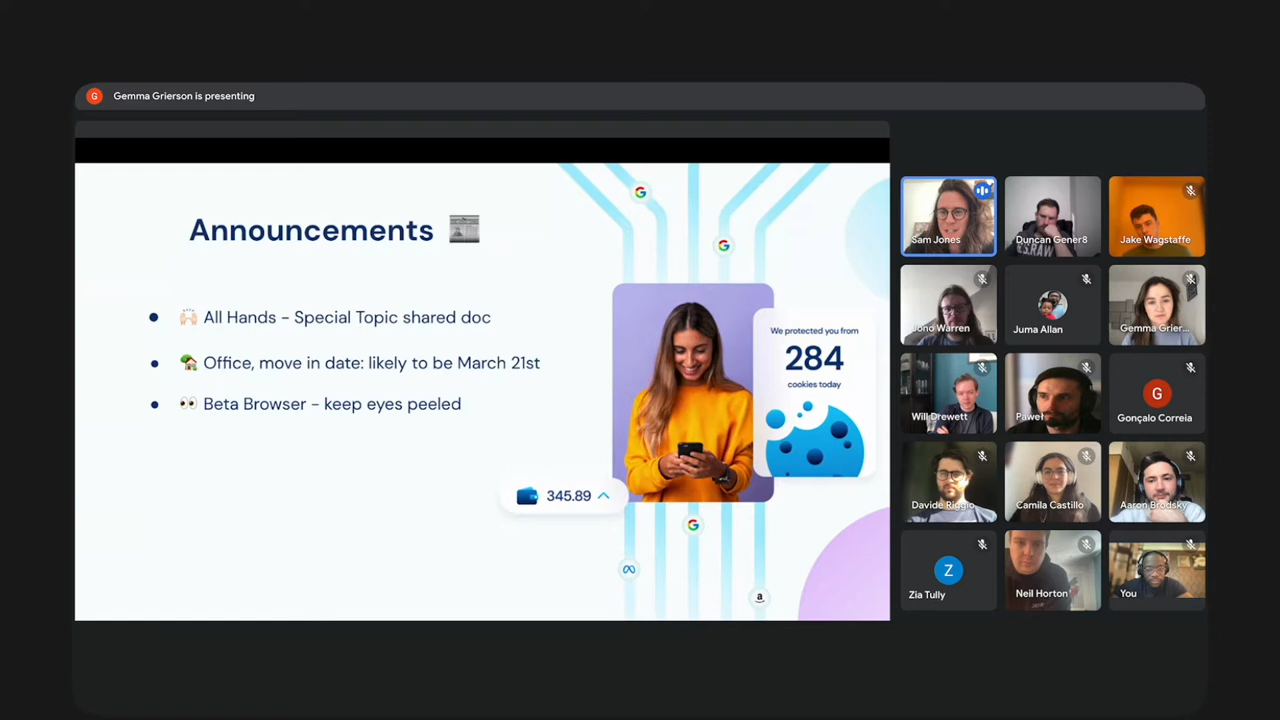 G Gemma Grierson is presenting
Announcements
All Hands - Special Topic shared doc
Office, move in date: likely to be March 21st
Beta Browser - keep eyes peeled
We protected you from
284
cookies today
345.89
a
Sam Jones
Duncan Gener8
Jake Wagstaffe
Jono Warren
Juma Allan
Gemma Grier...
Will Drewett
Paweł
G
Gonçalo Correia
Davide Riggio
Camila Castillo
Aaron Brodsky
Z
Zia Tully
Neil Horton
You